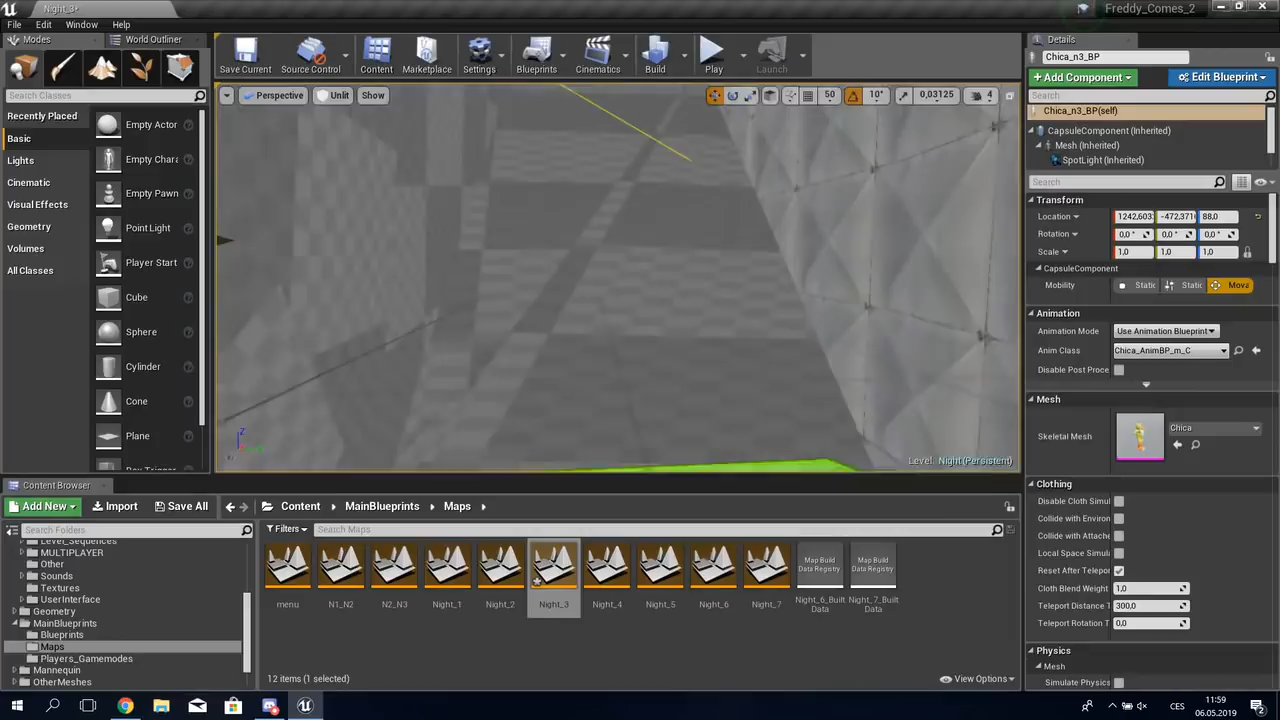 Night_3*
Freddy_Comes_2
File Edit Window Help
Modes
World Outliner
Search Classes
Recently Placed
Basic
Lights
Cinematic
Visual Effects
Geometry
Volumes
All Classes
Empty Actor
Empty Chara
Empty Pawn
Point Light
Player Start
Cube
Sphere
Cylinder
Cone
Plane
Box Trigger
Save Current
Source Control
Content
Marketplace
Settings
Blueprints
Cinematics
Build
Play
Launch
Perspective
Unlit
Show
50
10°
0,03125
4
Level: Night (Persistent)
Details
Chica_n3_BP
Add Component
Edit Blueprint
Search
Chica_n3_BP(self)
CapsuleComponent (Inherited)
Mesh (Inherited)
SpotLight (Inherited)
Search
Transform
Location 88,0
Rotation 0,0 ° 0,0 ° 0,0 °
Scale 1,0 1,0 1,0
CapsuleComponent
Mobility Static Static Mova
Animation
Animation Mode Use Animation Blueprint
Anim Class Chica_AnimBP_m_C
Disable Post Proce
Mesh
Skeletal Mesh Chica
Clothing
Disable Cloth Simul
Collide with Environ
Collide with Attache
Local Space Simula
Reset After Telepor
Cloth Blend Weight 1,0
Teleport Distance T 300,0
Teleport Rotation T 0,0
Physics
Mesh
Simulate Physics
Content Browser
Add New
Import
Save All
Content
MainBlueprints
Maps
Search Folders
Filters
Search Maps
Level_Sequences
MULTIPLAYER
Other
Sounds
Textures
UserInterface
Geometry
MainBlueprints
Blueprints
Maps
Players_Gamemodes
Mannequin
OtherMeshes
menu
N1_N2
N2_N3
Night_1
Night_2
Night_3
Night_4
Night_5
Night_6
Night_7
Map Build
Data Registry
Night_6_Built
Data
Map Build
Data Registry
Night_7_Built
Data
12 items (1 selected)
View Options
CES
11:59
06.05.2019
2